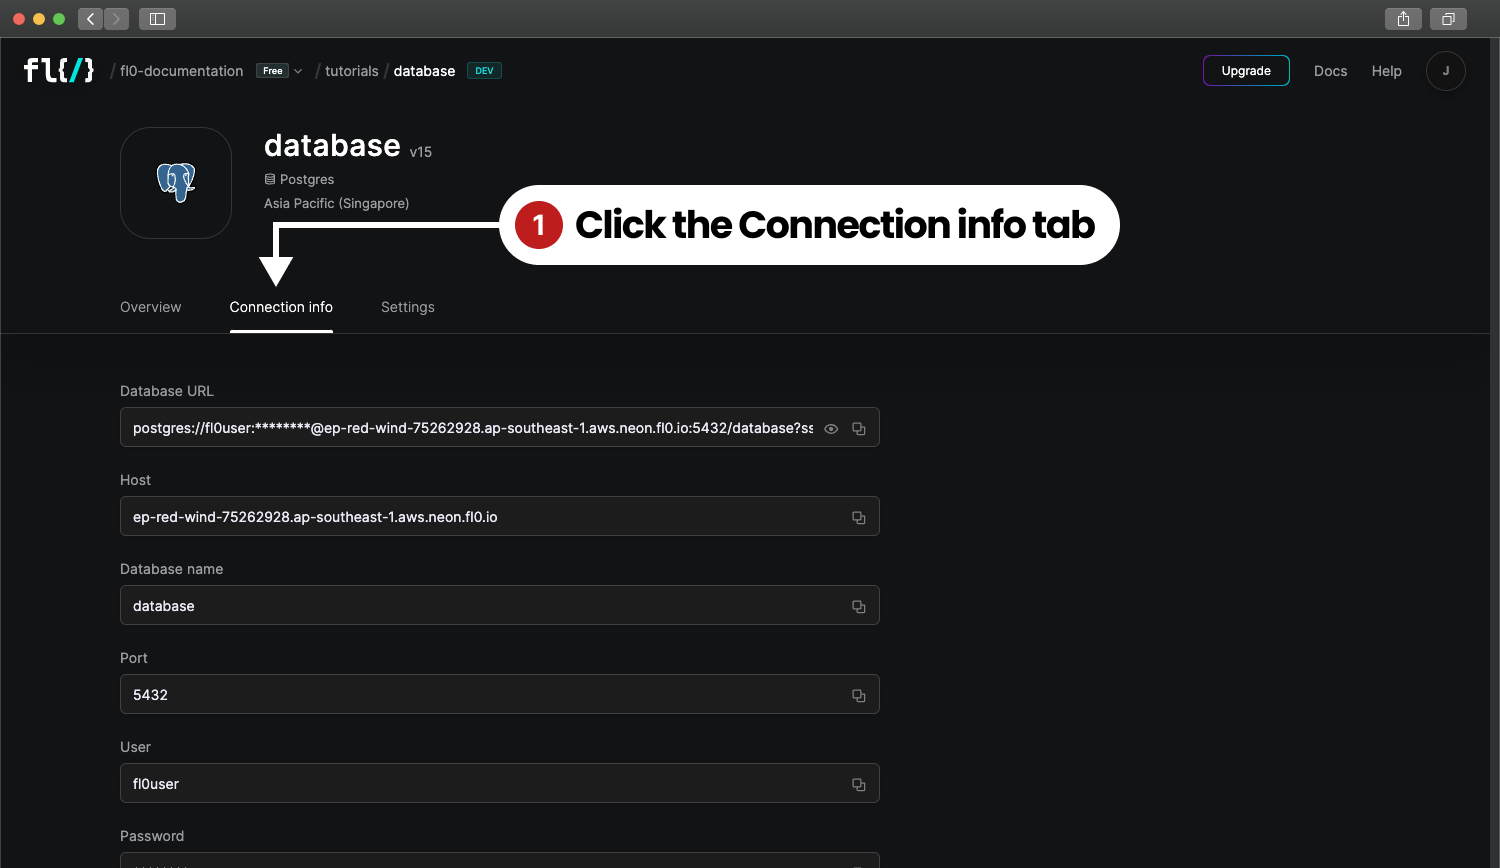 fl{/}
/ fl0-documentation Free / tutorials / database DEV
Upgrade Docs Help J
database v15
Postgres
Asia Pacific (Singapore)
1 Click the Connection info tab
Overview Connection info Settings
Database URL
postgres://fl0user:********@ep-red-wind-75262928.ap-southeast-1.aws.neon.fl0.io:5432/database?ss
Host
ep-red-wind-75262928.ap-southeast-1.aws.neon.fl0.io
Database name
database
Port
5432
User
fl0user
Password